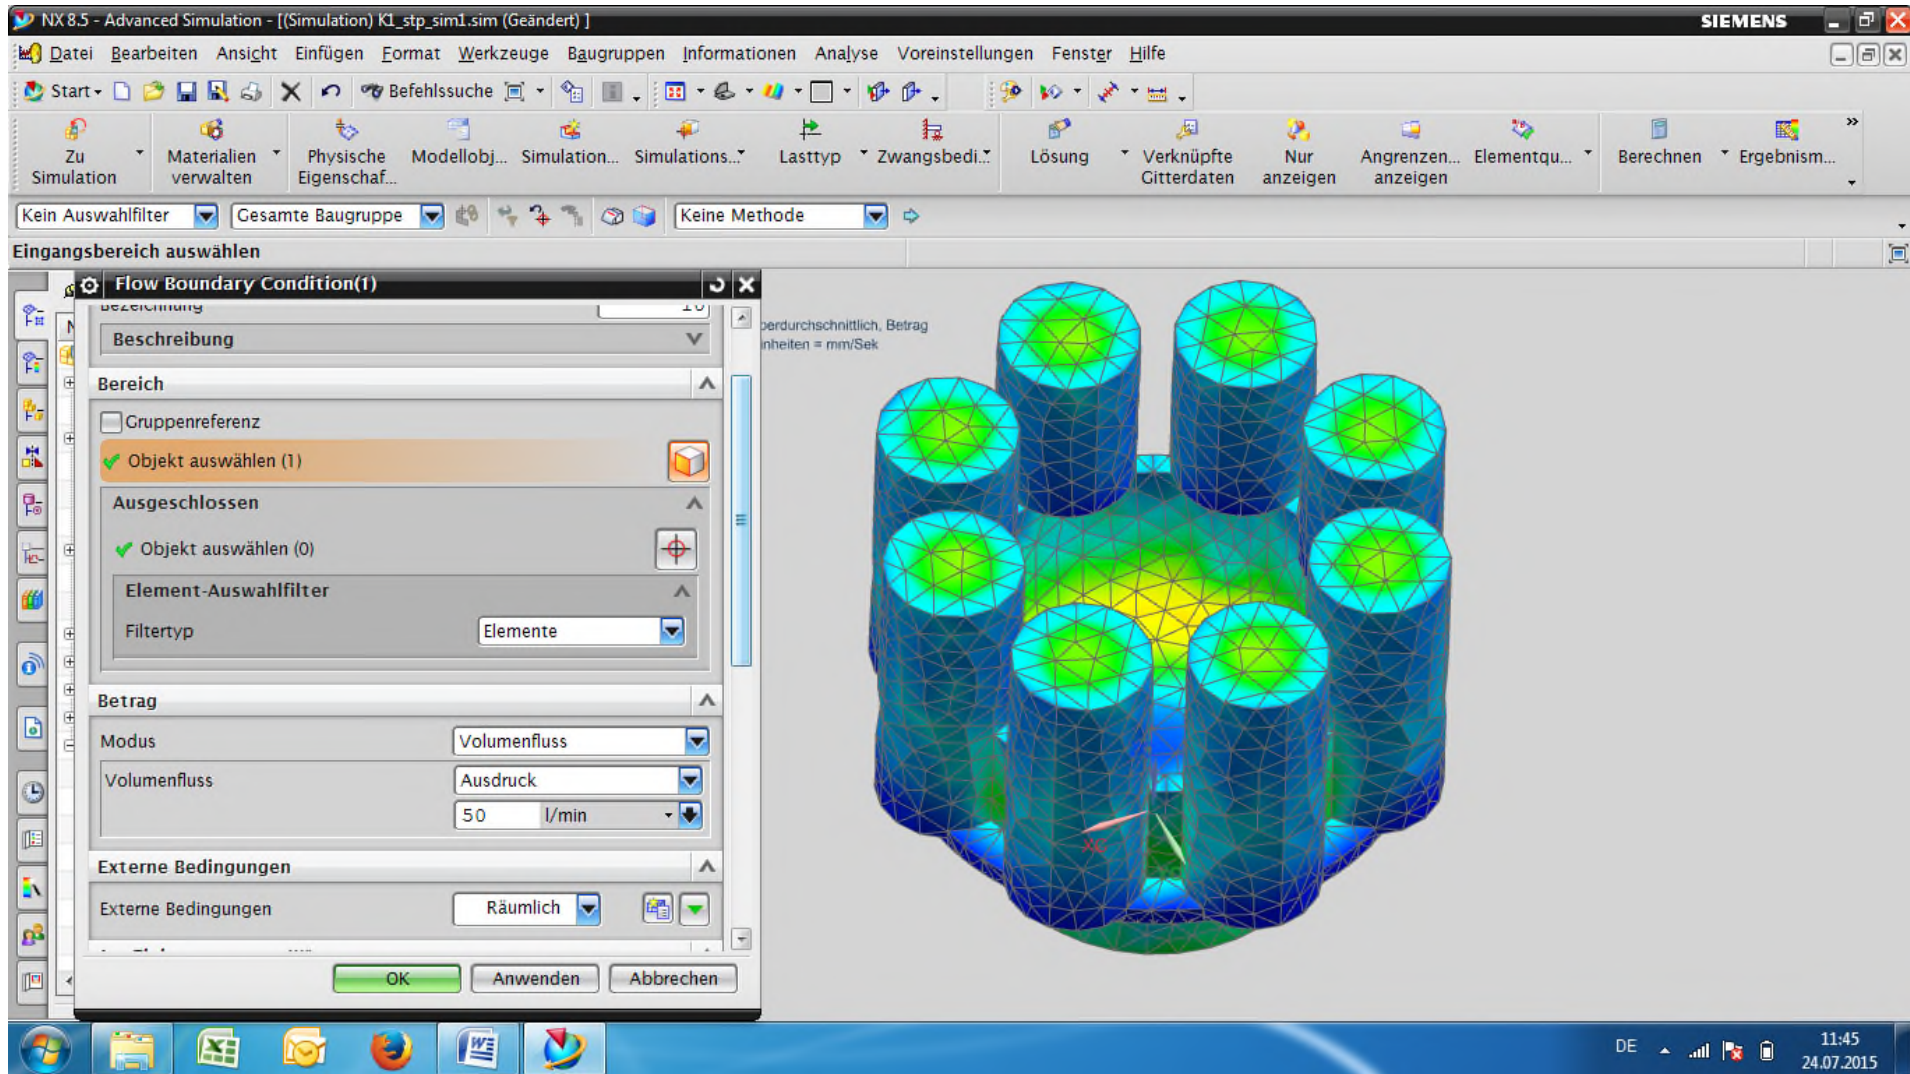 NX 8.5 - Advanced Simulation - [(Simulation) K1_stp_sim1.sim (Geändert) ]
SIEMENS
Datei Bearbeiten Ansicht Einfügen Format Werkzeuge Baugruppen Informationen Analyse Voreinstellungen Fenster Hilfe
Start Befehlssuche
Zu Simulation
Materialien verwalten
Physische Eigenschaf...
Modellobj...
Simulation...
Simulations...
Lasttyp
Zwangsbedi...
Lösung
Verknüpfte Gitterdaten
Nur anzeigen
Angrenzen... anzeigen
Elementqu...
Berechnen
Ergebnism...
Kein Auswahlfilter Gesamte Baugruppe Keine Methode
Eingangsbereich auswählen
Flow Boundary Condition(1)
Bezeichnung 10
Beschreibung
Bereich
Gruppenreferenz
Objekt auswählen (1)
Ausgeschlossen
Objekt auswählen (0)
Element-Auswahlfilter
Filtertyp Elemente
Betrag
Modus Volumenfluss
Volumenfluss Ausdruck
50 l/min
Externe Bedingungen
Externe Bedingungen Räumlich
OK Anwenden Abbrechen
berdurchschnittlich, Betrag
inheiten = mm/Sek
XC
DE
11:45
24.07.2015